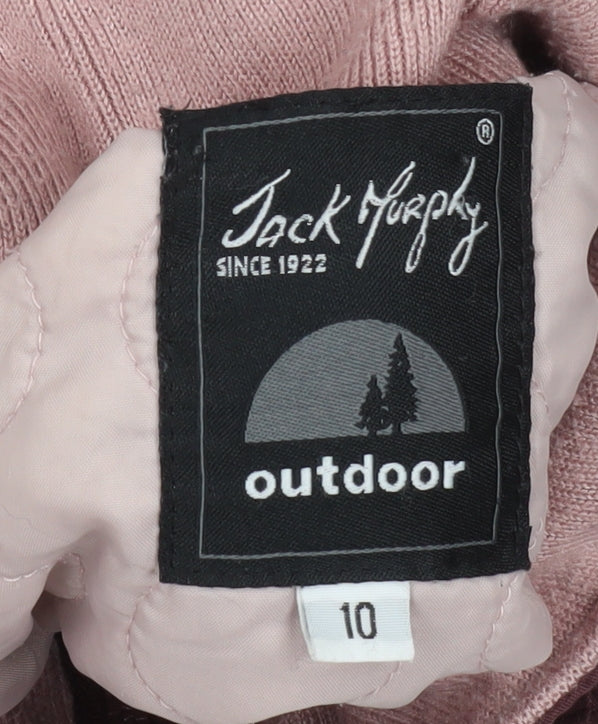 ®
Jack Murphy
SINCE 1922
outdoor
10